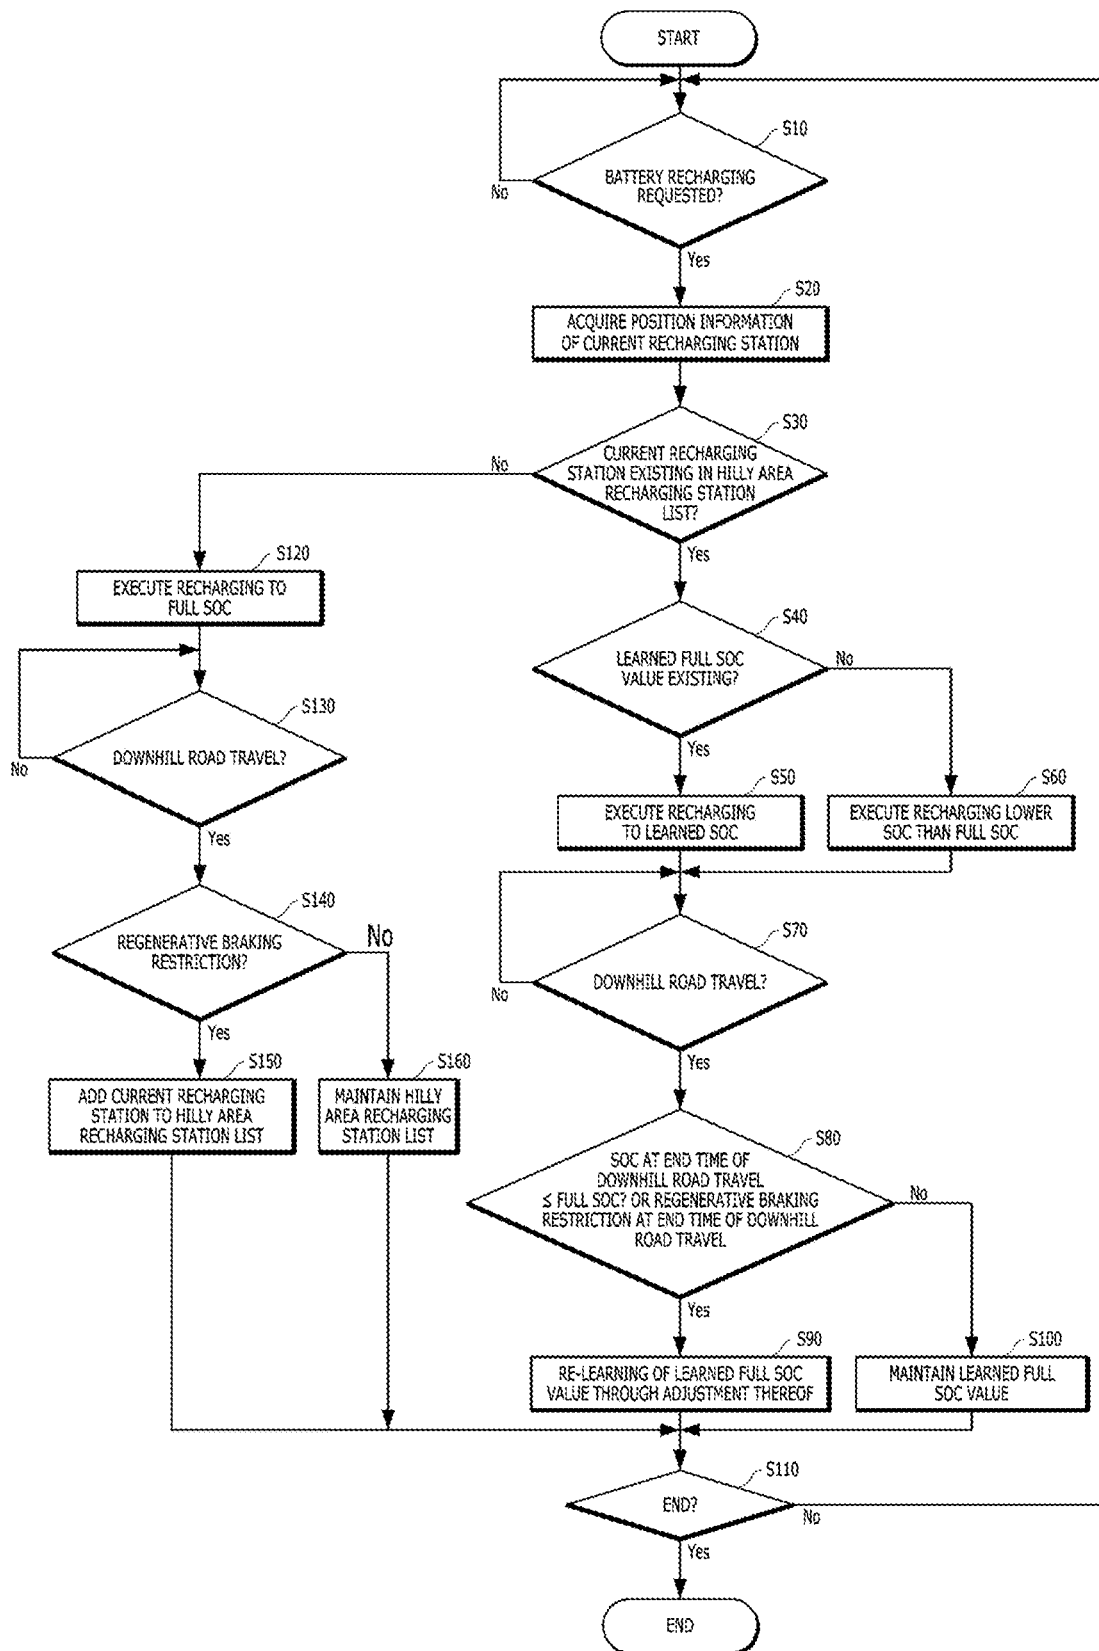 START
S10
BATTERY RECHARGING
REQUESTED?
No
Yes
S20
ACQUIRE POSITION INFORMATION
OF CURRENT RECHARGING STATION
S30
CURRENT RECHARGING
STATION EXISTING IN HILLY AREA
RECHARGING STATION
LIST?
No
Yes
S120
EXECUTE RECHARGING TO
FULL SOC
S40
LEARNED FULL SOC
VALUE EXISTING?
No
Yes
S130
DOWNHILL ROAD TRAVEL?
No
Yes
S50
EXECUTE RECHARGING
TO LEARNED SOC
S60
EXECUTE RECHARGING LOWER
SOC THAN FULL SOC
S140
REGENERATIVE BRAKING
RESTRICTION?
No
Yes
S70
DOWNHILL ROAD TRAVEL?
No
Yes
S150
ADD CURRENT RECHARGING
STATION TO HILLY AREA
RECHARGING STATION LIST
S160
MAINTAIN HILLY
AREA RECHARGING
STATION LIST
S80
SOC AT END TIME OF
DOWNHILL ROAD TRAVEL
≤ FULL SOC? OR REGENERATIVE BRAKING
RESTRICTION AT END TIME OF DOWNHILL
ROAD TRAVEL
No
Yes
S90
RE-LEARNING OF LEARNED FULL SOC
VALUE THROUGH ADJUSTMENT THEREOF
S100
MAINTAIN LEARNED FULL
SOC VALUE
S110
END?
No
Yes
END